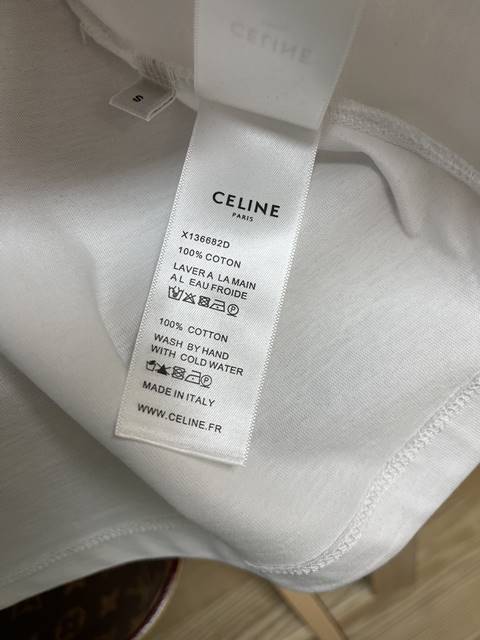 CELINE
S
CELINE
PARIS
X136682D
100% COTON
LAVER A LA MAIN
A L EAU FROIDE
100% COTTON
WASH BY HAND
WITH COLD WATER
MADE IN ITALY
WWW.CELINE.FR